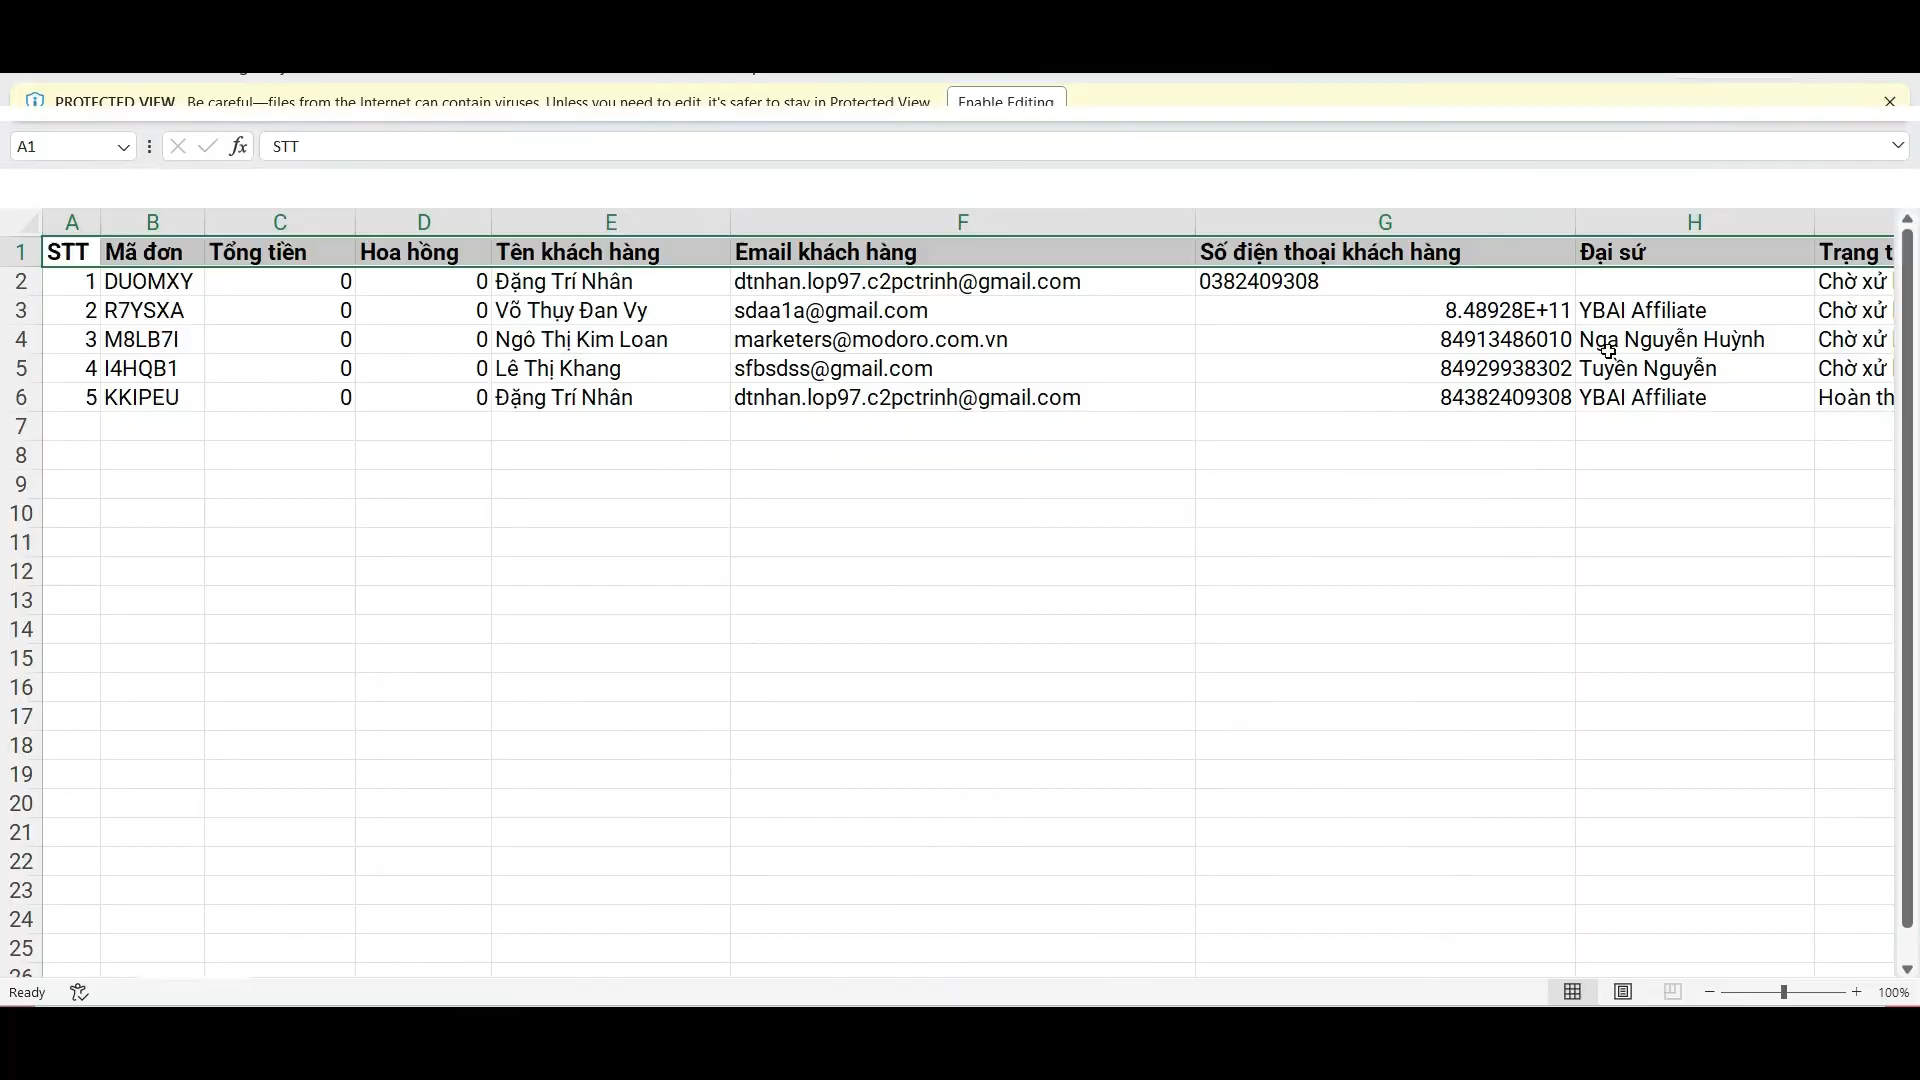 PROTECTED VIEW Be careful—files from the Internet can contain viruses. Unless you need to edit, it's safer to stay in Protected View. Enable Editing
A1 fx STT
A B C D E F G H
1 STT Mã đơn Tổng tiền Hoa hồng Tên khách hàng Email khách hàng Số điện thoại khách hàng Đại sứ Trạng t
2 1 DUOMXY 0 0 Đặng Trí Nhân dtnhan.lop97.c2pctrinh@gmail.com 0382409308 Chờ xử
3 2 R7YSXA 0 0 Võ Thụy Đan Vy sdaa1a@gmail.com 8.48928E+11 YBAI Affiliate Chờ xử
4 3 M8LB7I 0 0 Ngô Thị Kim Loan marketers@modoro.com.vn 84913486010 Nga Nguyễn Huỳnh Chờ xử
5 4 I4HQB1 0 0 Lê Thị Khang sfbsdss@gmail.com 84929938302 Tuyền Nguyễn Chờ xử
6 5 KKIPEU 0 0 Đặng Trí Nhân dtnhan.lop97.c2pctrinh@gmail.com 84382409308 YBAI Affiliate Hoàn th
7
8
9
10
11
12
13
14
15
16
17
18
19
20
21
22
23
24
25
26
Ready 100%